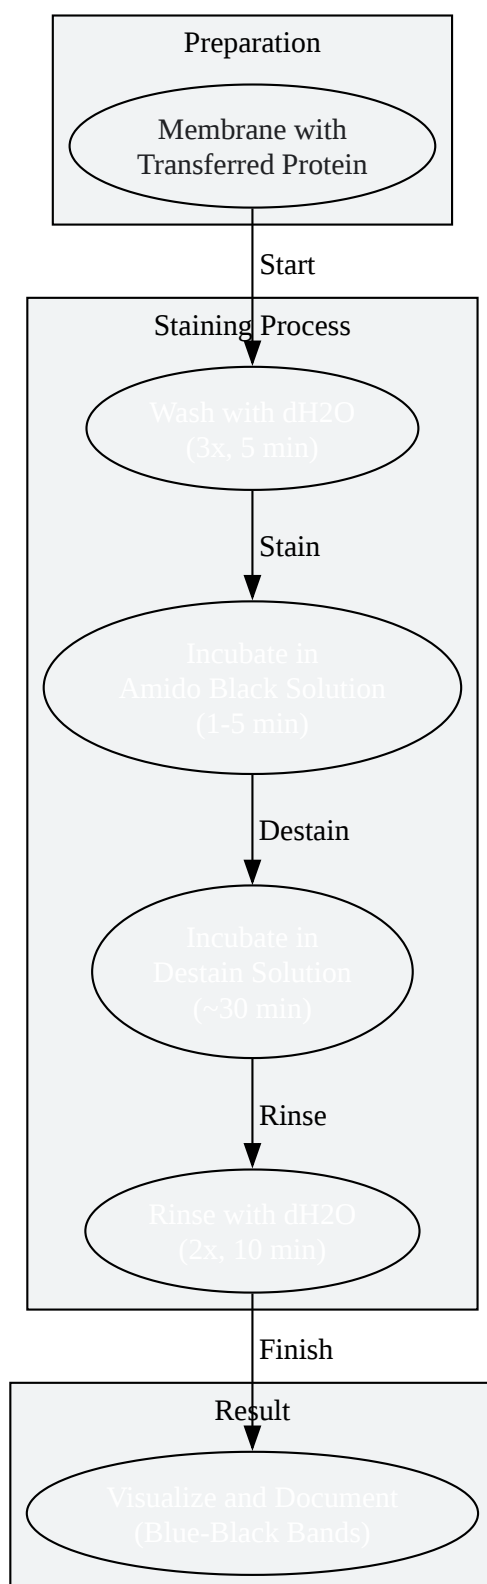 Preparation
Membrane with
Transferred Protein
Start
Staining Process
Wash with dH2O
(3x, 5 min)
Stain
Incubate in
Amido Black Solution
(1-5 min)
Destain
Incubate in
Destain Solution
(~30 min)
Rinse
Rinse with dH2O
(2x, 10 min)
Finish
Result
Visualize and Document
(Blue-Black Bands)